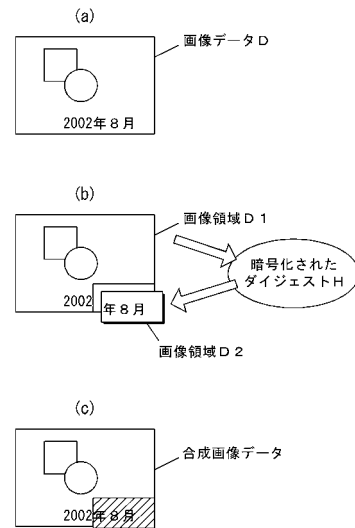 (a)
画像データD
2002年8月
(b)
画像領域D1
暗号化された
ダイジェストH
2002
年8月
画像領域D2
(c)
合成画像データ
2002年8月